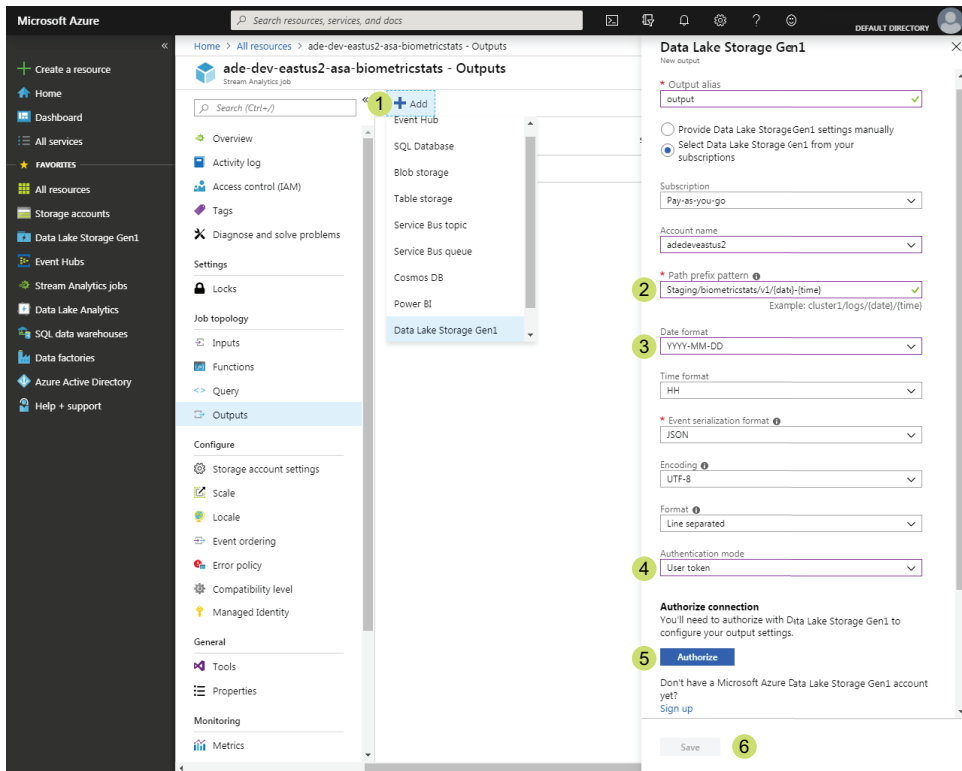 Microsoft Azure
Search resources, services, and docs
DEFAULT DIRECTORY
Create a resource
Home
Dashboard
All services
FAVORITES
All resources
Storage accounts
Data Lake Storage Gen1
Event Hubs
Stream Analytics jobs
Data Lake Analytics
SQL data warehouses
Data factories
Azure Active Directory
Help + support
Home > All resources > ade-dev-eastus2-asa-biometricstats - Outputs
ade-dev-eastus2-asa-biometricstats - Outputs
Stream Analytics job
Search (Ctrl+/)
Overview
Activity log
Access control (IAM)
Tags
Diagnose and solve problems
Settings
Locks
Job topology
Inputs
Functions
Query
Outputs
Configure
Storage account settings
Scale
Locale
Event ordering
Error policy
Compatibility level
Managed Identity
General
Tools
Properties
Monitoring
Metrics
1
Add
Event Hub
SQL Database
Blob storage
Table storage
Service Bus topic
Service Bus queue
Cosmos DB
Power BI
Data Lake Storage Gen1
Data Lake Storage Gen1
New output
* Output alias
output
Provide Data Lake StorageGen1 settings manually
Select Data Lake Storage Gen1 from your
subscriptions
Subscription
Pay-as-you-go
Account name
adedeveastus2
* Path prefix pattern
2
Staging/biometricstats/v1/{date}-{time}
Example: cluster1/logs/{date}/{time}
Date format
3
YYYY-MM-DD
Time format
HH
* Event serialization format
JSON
Encoding
UTF-8
Format
Line separated
Authentication mode
4
User token
Authorize connection
You'll need to authorize with Data Lake Storage Gen1 to
configure your output settings.
5
Authorize
Don't have a Microsoft Azure Data Lake Storage Gen1 account
yet?
Sign up
Save
6